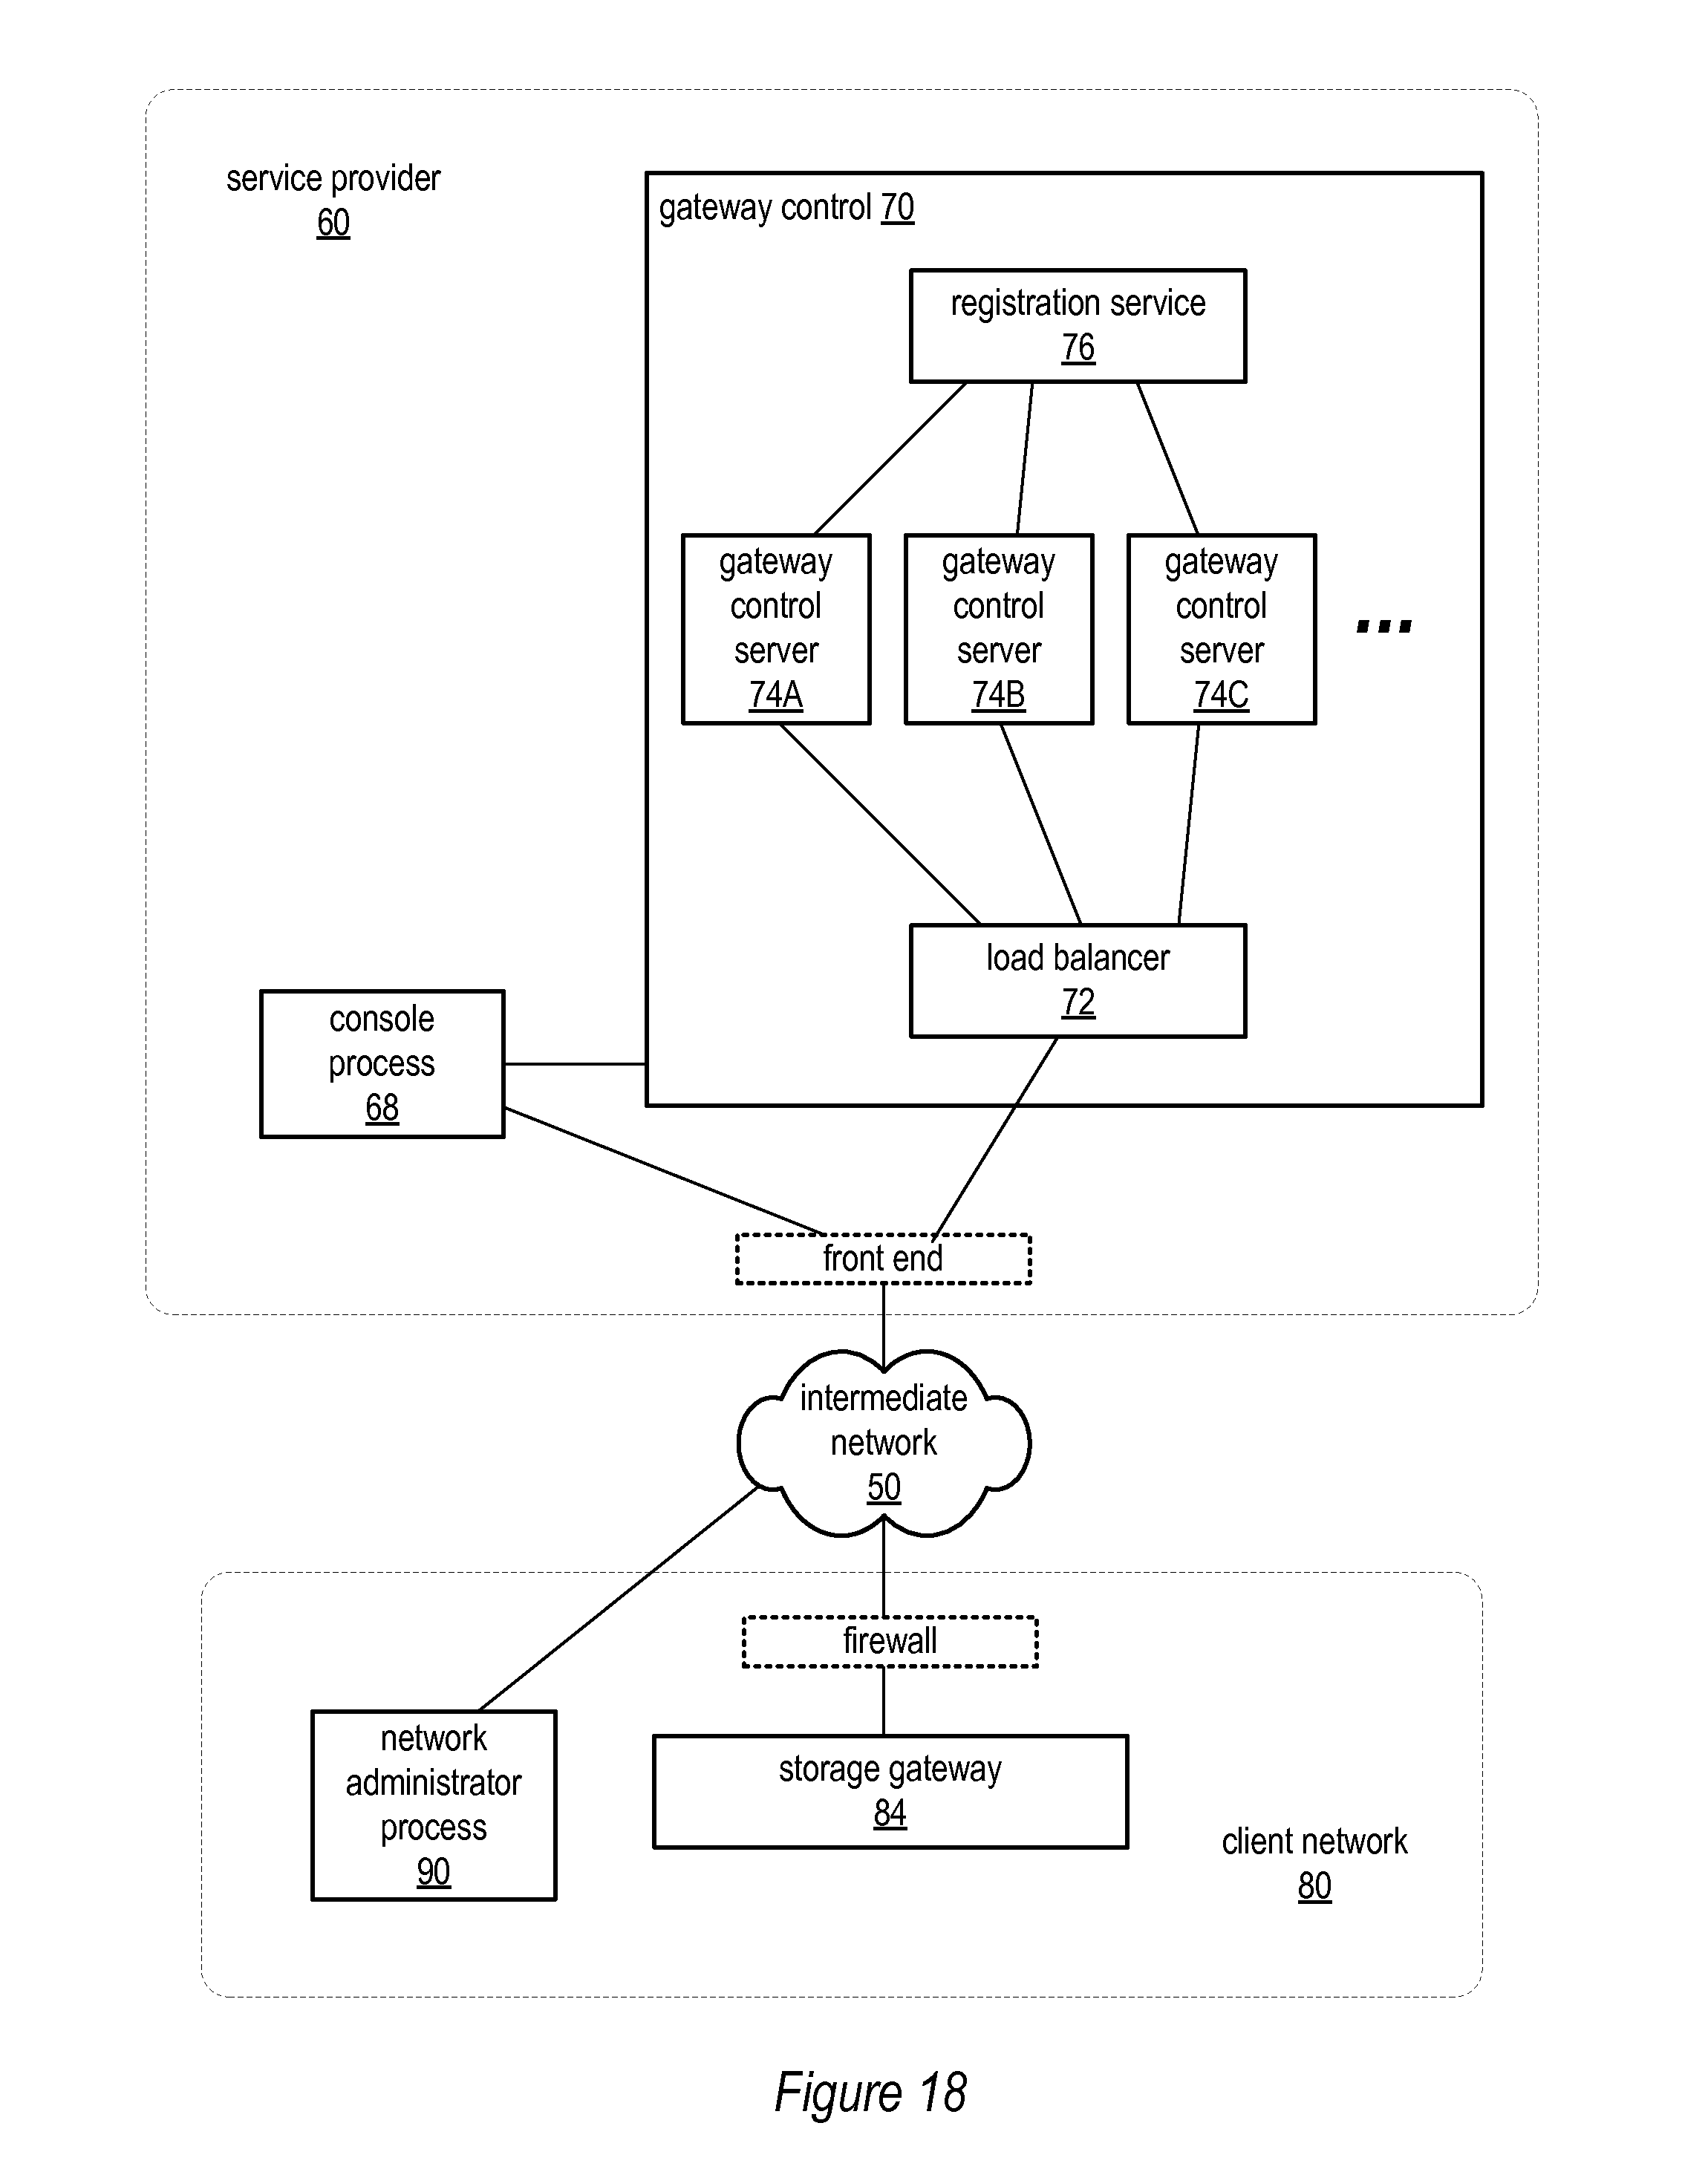 service provider
60
gateway control 70
registration service
76
gateway
control
server
74A
gateway
control
server
74B
gateway
control
server
74C
...
load balancer
72
console
process
68
front end
intermediate
network
50
firewall
network
administrator
process
90
storage gateway
84
client network
80
Figure 18